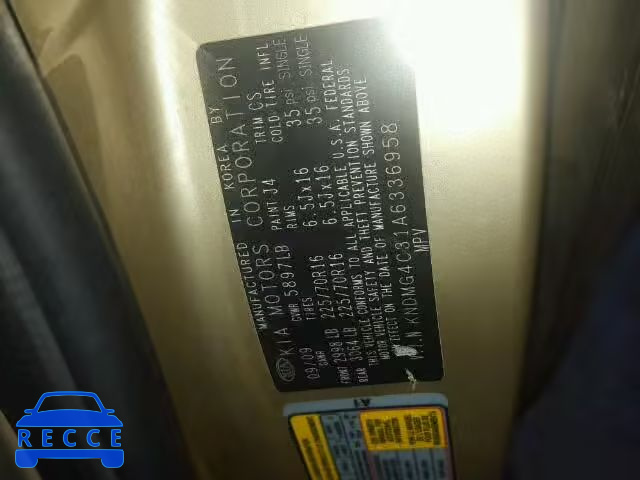 MANUFACTURED IN KOREA BY
KIA MOTORS CORPORATION
09/09 GVWR 5897LB PAINT: J4 TRIM CS
GAWR TIRES RIMS COLD TIRE INFL
FRONT 2998 LB 225/70R16 6.5Jx16 35 psi SINGLE
REAR 3064 LB 225/70R16 6.5Jx16 35 psi SINGLE
THIS VEHICLE CONFORMS TO ALL APPLICABLE U.S.A. FEDERAL
MOTOR VEHICLE SAFETY AND THEFT PREVENTION STANDARDS
IN EFFECT ON THE DATE OF MANUFACTURE SHOWN ABOVE
V.I.N KNDMG4C31A6336958
MPV
RECCE